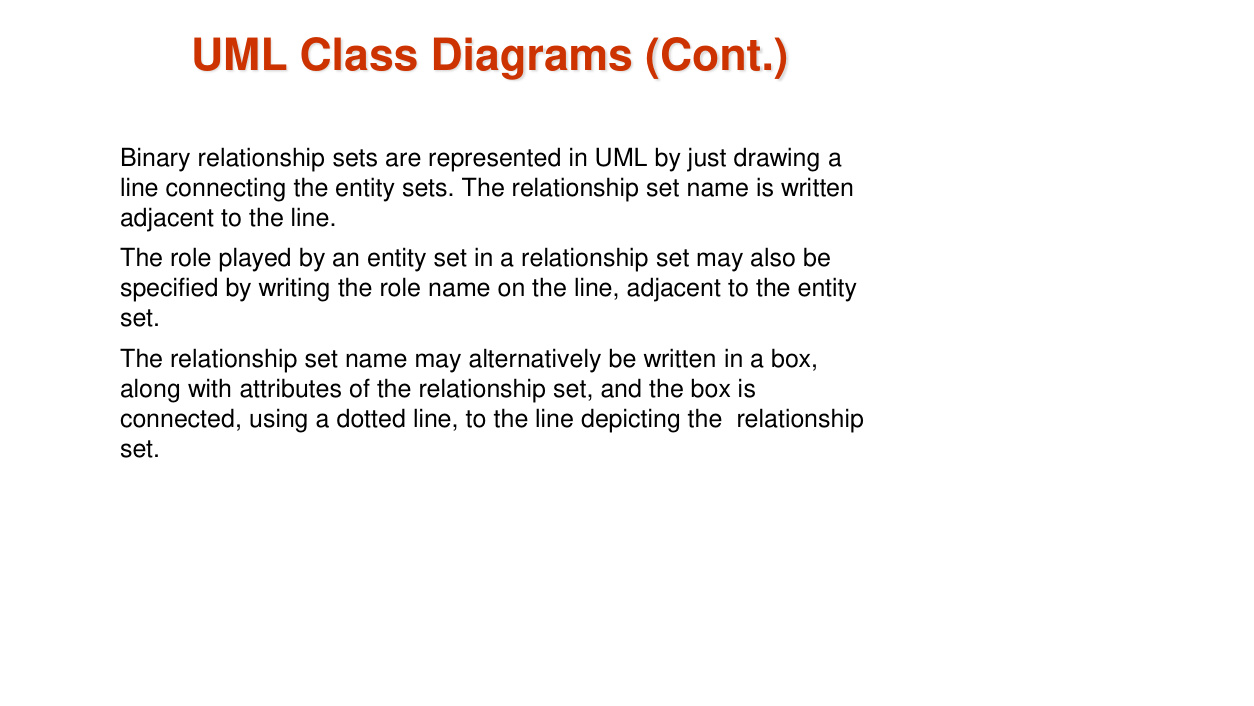 UML Class Diagrams (Cont.)
Binary relationship sets are represented in UML by just drawing a
line connecting the entity sets. The relationship set name is written
adjacent to the line.
The role played by an entity set in a relationship set may also be
specified by writing the role name on the line, adjacent to the entity
set.
The relationship set name may alternatively be written in a box,
along with attributes of the relationship set, and the box is
connected, using a dotted line, to the line depicting the  relationship
set.